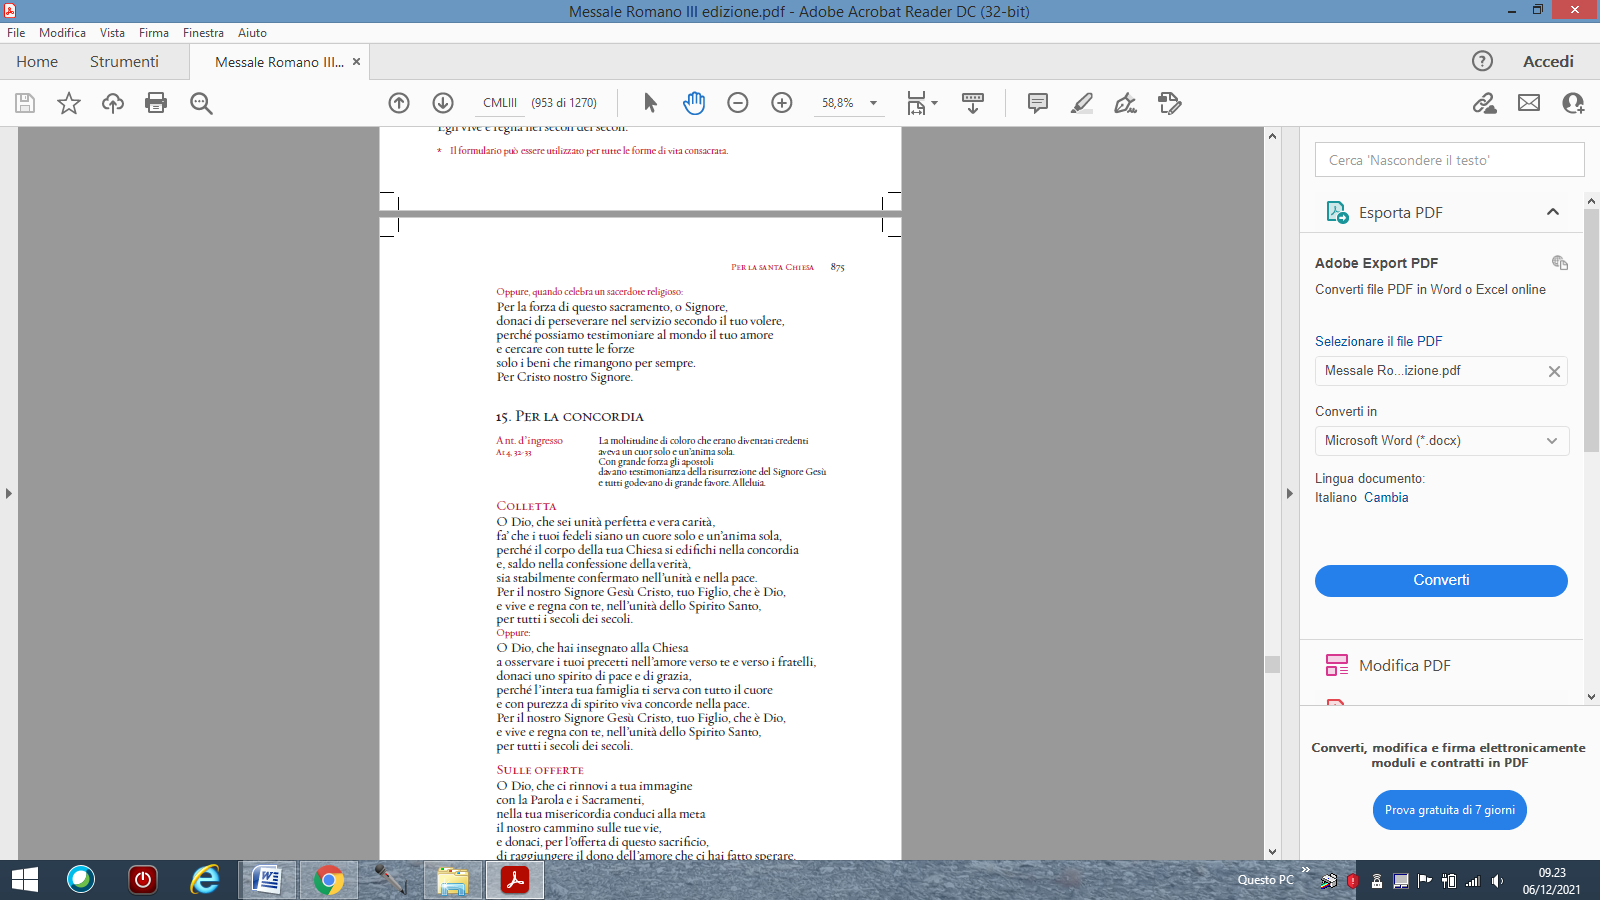 Messale Romano III edizione.pdf - Adobe Acrobat Reader DC (32-bit)
File Modifica Vista Firma Finestra Aiuto
Home Strumenti Messale Romano III... × Accedi
CMLIII (953 di 1270) 58,8%
Egli vive e regna nei secoli dei secoli.
* Il formulario può essere utilizzato per tutte le forme di vita consacrata.
Per la santa Chiesa 875
Oppure, quando celebra un sacerdote religioso:
Per la forza di questo sacramento, o Signore,
donaci di perseverare nel servizio secondo il tuo volere,
perché possiamo testimoniare al mondo il tuo amore
e cercare con tutte le forze
solo i beni che rimangono per sempre.
Per Cristo nostro Signore.
15. Per la concordia
Ant. d'ingresso
At 4, 32-33
La moltitudine di coloro che erano diventati credenti
aveva un cuor solo e un'anima sola.
Con grande forza gli apostoli
davano testimonianza della risurrezione del Signore Gesù
e tutti godevano di grande favore. Alleluia.
Colletta
O Dio, che sei unità perfetta e vera carità,
fa' che i tuoi fedeli siano un cuore solo e un'anima sola,
perché il corpo della tua Chiesa si edifichi nella concordia
e, saldo nella confessione della verità,
sia stabilmente confermato nell'unità e nella pace.
Per il nostro Signore Gesù Cristo, tuo Figlio, che è Dio,
e vive e regna con te, nell'unità dello Spirito Santo,
per tutti i secoli dei secoli.
Oppure:
O Dio, che hai insegnato alla Chiesa
a osservare i tuoi precetti nell'amore verso te e verso i fratelli,
donaci uno spirito di pace e di grazia,
perché l'intera tua famiglia ti serva con tutto il cuore
e con purezza di spirito viva concorde nella pace.
Per il nostro Signore Gesù Cristo, tuo Figlio, che è Dio,
e vive e regna con te, nell'unità dello Spirito Santo,
per tutti i secoli dei secoli.
Sulle offerte
O Dio, che ci rinnovi a tua immagine
con la Parola e i Sacramenti,
nella tua misericordia conduci alla meta
il nostro cammino sulle tue vie,
e donaci, per l'offerta di questo sacrificio,
di raggiungere il dono dell'amore che ci hai fatto sperare.
Cerca 'Nascondere il testo'
Esporta PDF
Adobe Export PDF
Converti file PDF in Word o Excel online
Selezionare il file PDF
Messale Ro...izione.pdf
Converti in
Microsoft Word (*.docx)
Lingua documento:
Italiano Cambia
Converti
Modifica PDF
Converti, modifica e firma elettronicamente
moduli e contratti in PDF
Prova gratuita di 7 giorni
Questo PC »
09.23
06/12/2021